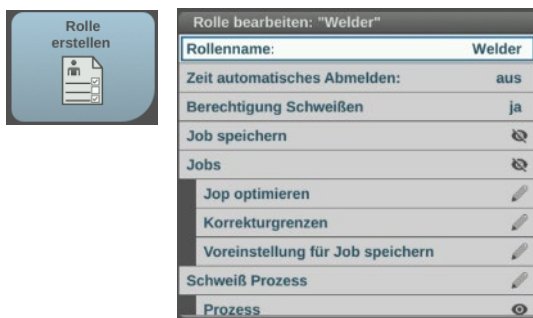 Rolle
erstellen
Rolle bearbeiten: "Welder"
Rollenname: Welder
Zeit automatisches Abmelden: aus
Berechtigung Schweißen ja
Job speichern
Jobs
Jop optimieren
Korrekturgrenzen
Voreinstellung für Job speichern
Schweiß Prozess
Prozess